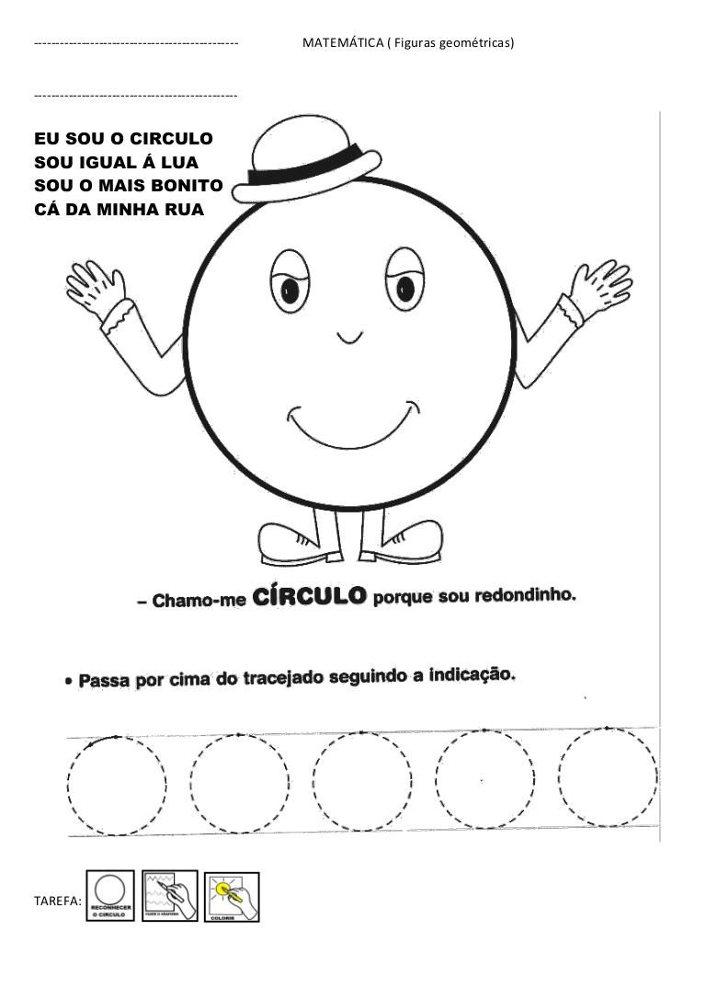 MATEMÁTICA ( Figuras geométricas)
EU SOU O CIRCULO
SOU IGUAL Á LUA
SOU O MAIS BONITO
CÁ DA MINHA RUA
– Chamo-me CÍRCULO porque sou redondinho.
• Passa por cima do tracejado seguindo a indicação.
TAREFA:
RECONHECER
O CIRCULO
FAZER O GRAFISMO
COLORIR